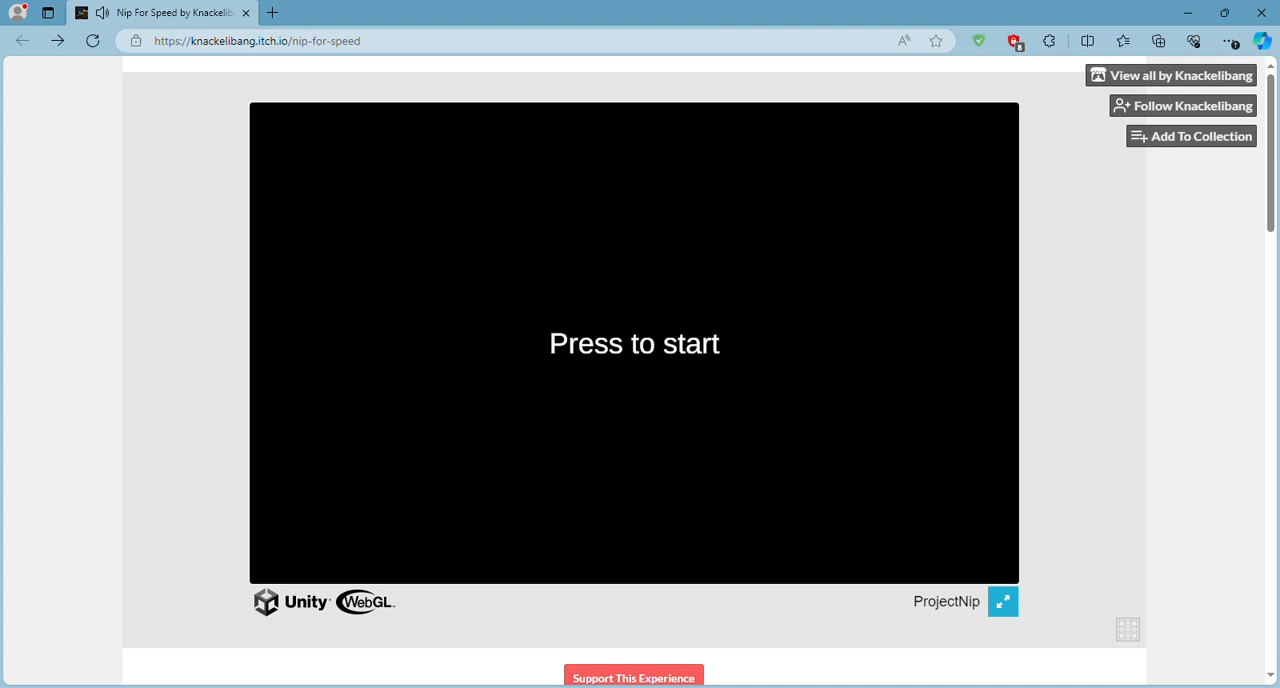 Nip For Speed by Knackelib
https://knackelibang.itch.io/nip-for-speed
8
View all by Knackelibang
Follow Knackelibang
Add To Collection
Press to start
Unity WebGL
ProjectNip
Support This Experience